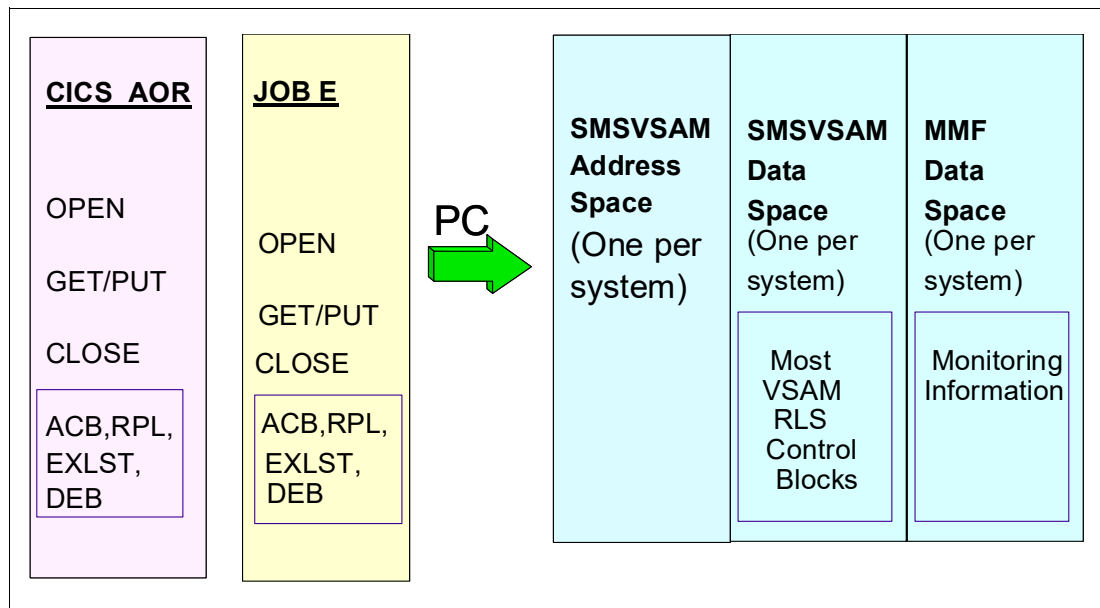 CICS AOR
OPEN
GET/PUT
CLOSE
ACB,RPL,
EXLST,
DEB
JOB E
OPEN
GET/PUT
CLOSE
ACB,RPL,
EXLST,
DEB
PC
SMSVSAM
Address
Space
(One per
system)
SMSVSAM
Data
Space
(One per
system)
Most
VSAM
RLS
Control
Blocks
MMF
Data
Space
(One per
system)
Monitoring
Information